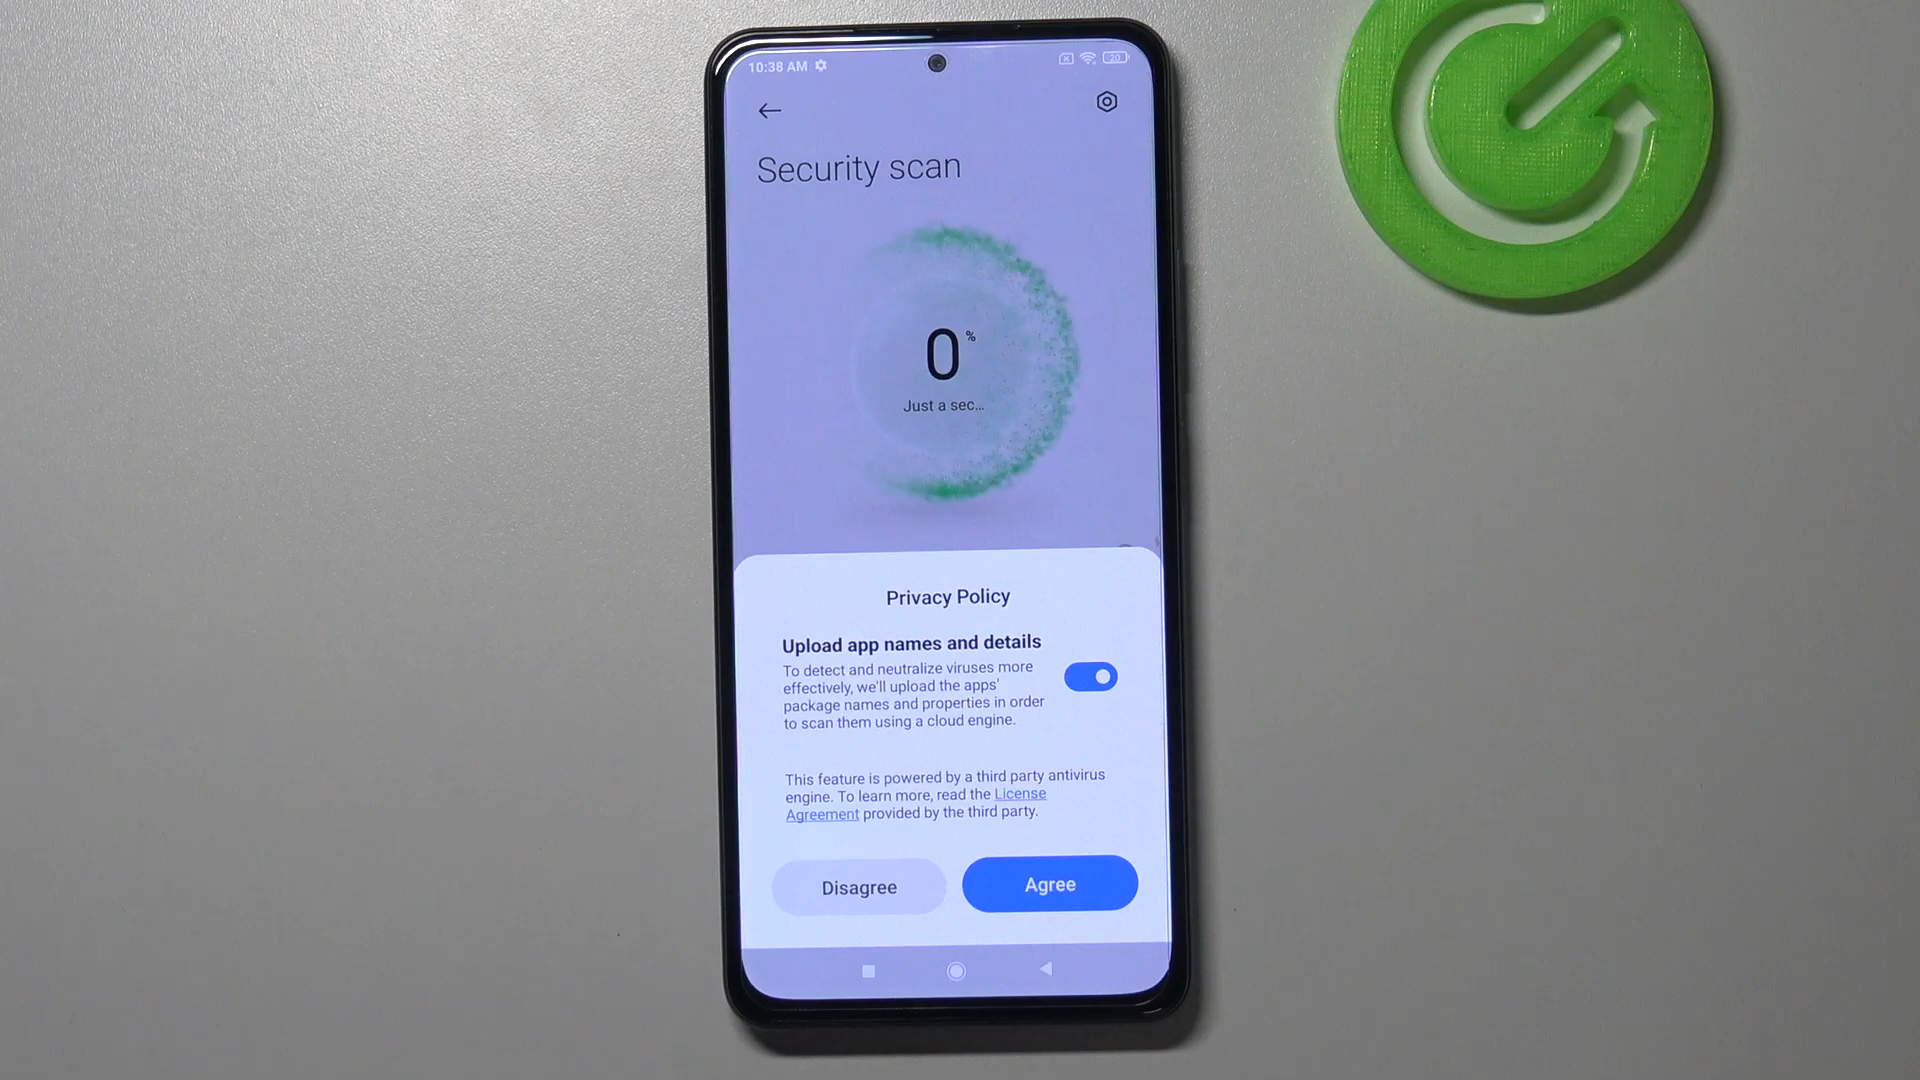 10:38 AM
20
Security scan
0%
Just a sec...
Privacy Policy
Upload app names and details
To detect and neutralize viruses more
effectively, we'll upload the apps'
package names and properties in order
to scan them using a cloud engine.
This feature is powered by a third party antivirus
engine. To learn more, read the License
Agreement provided by the third party.
Disagree
Agree